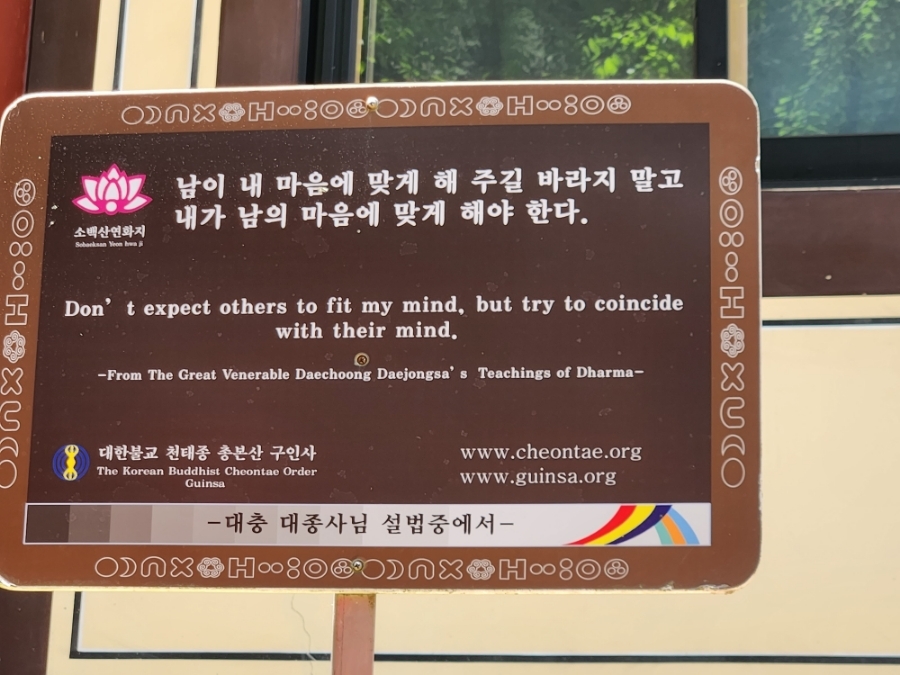 남이 내 마음에 맞게 해 주길 바라지 말고
내가 남의 마음에 맞게 해야 한다.
소백산연화지
Sobaeksan Yeon hwa ji
Don't expect others to fit my mind, but try to coincide
with their mind.
-From The Great Venerable Daechoong Daejongsa's Teachings of Dharma-
대한불교 천태종 총본산 구인사
The Korean Buddhist Cheontae Order
Guinsa
www.cheontae.org
www.guinsa.org
-대충 대종사님 설법중에서-